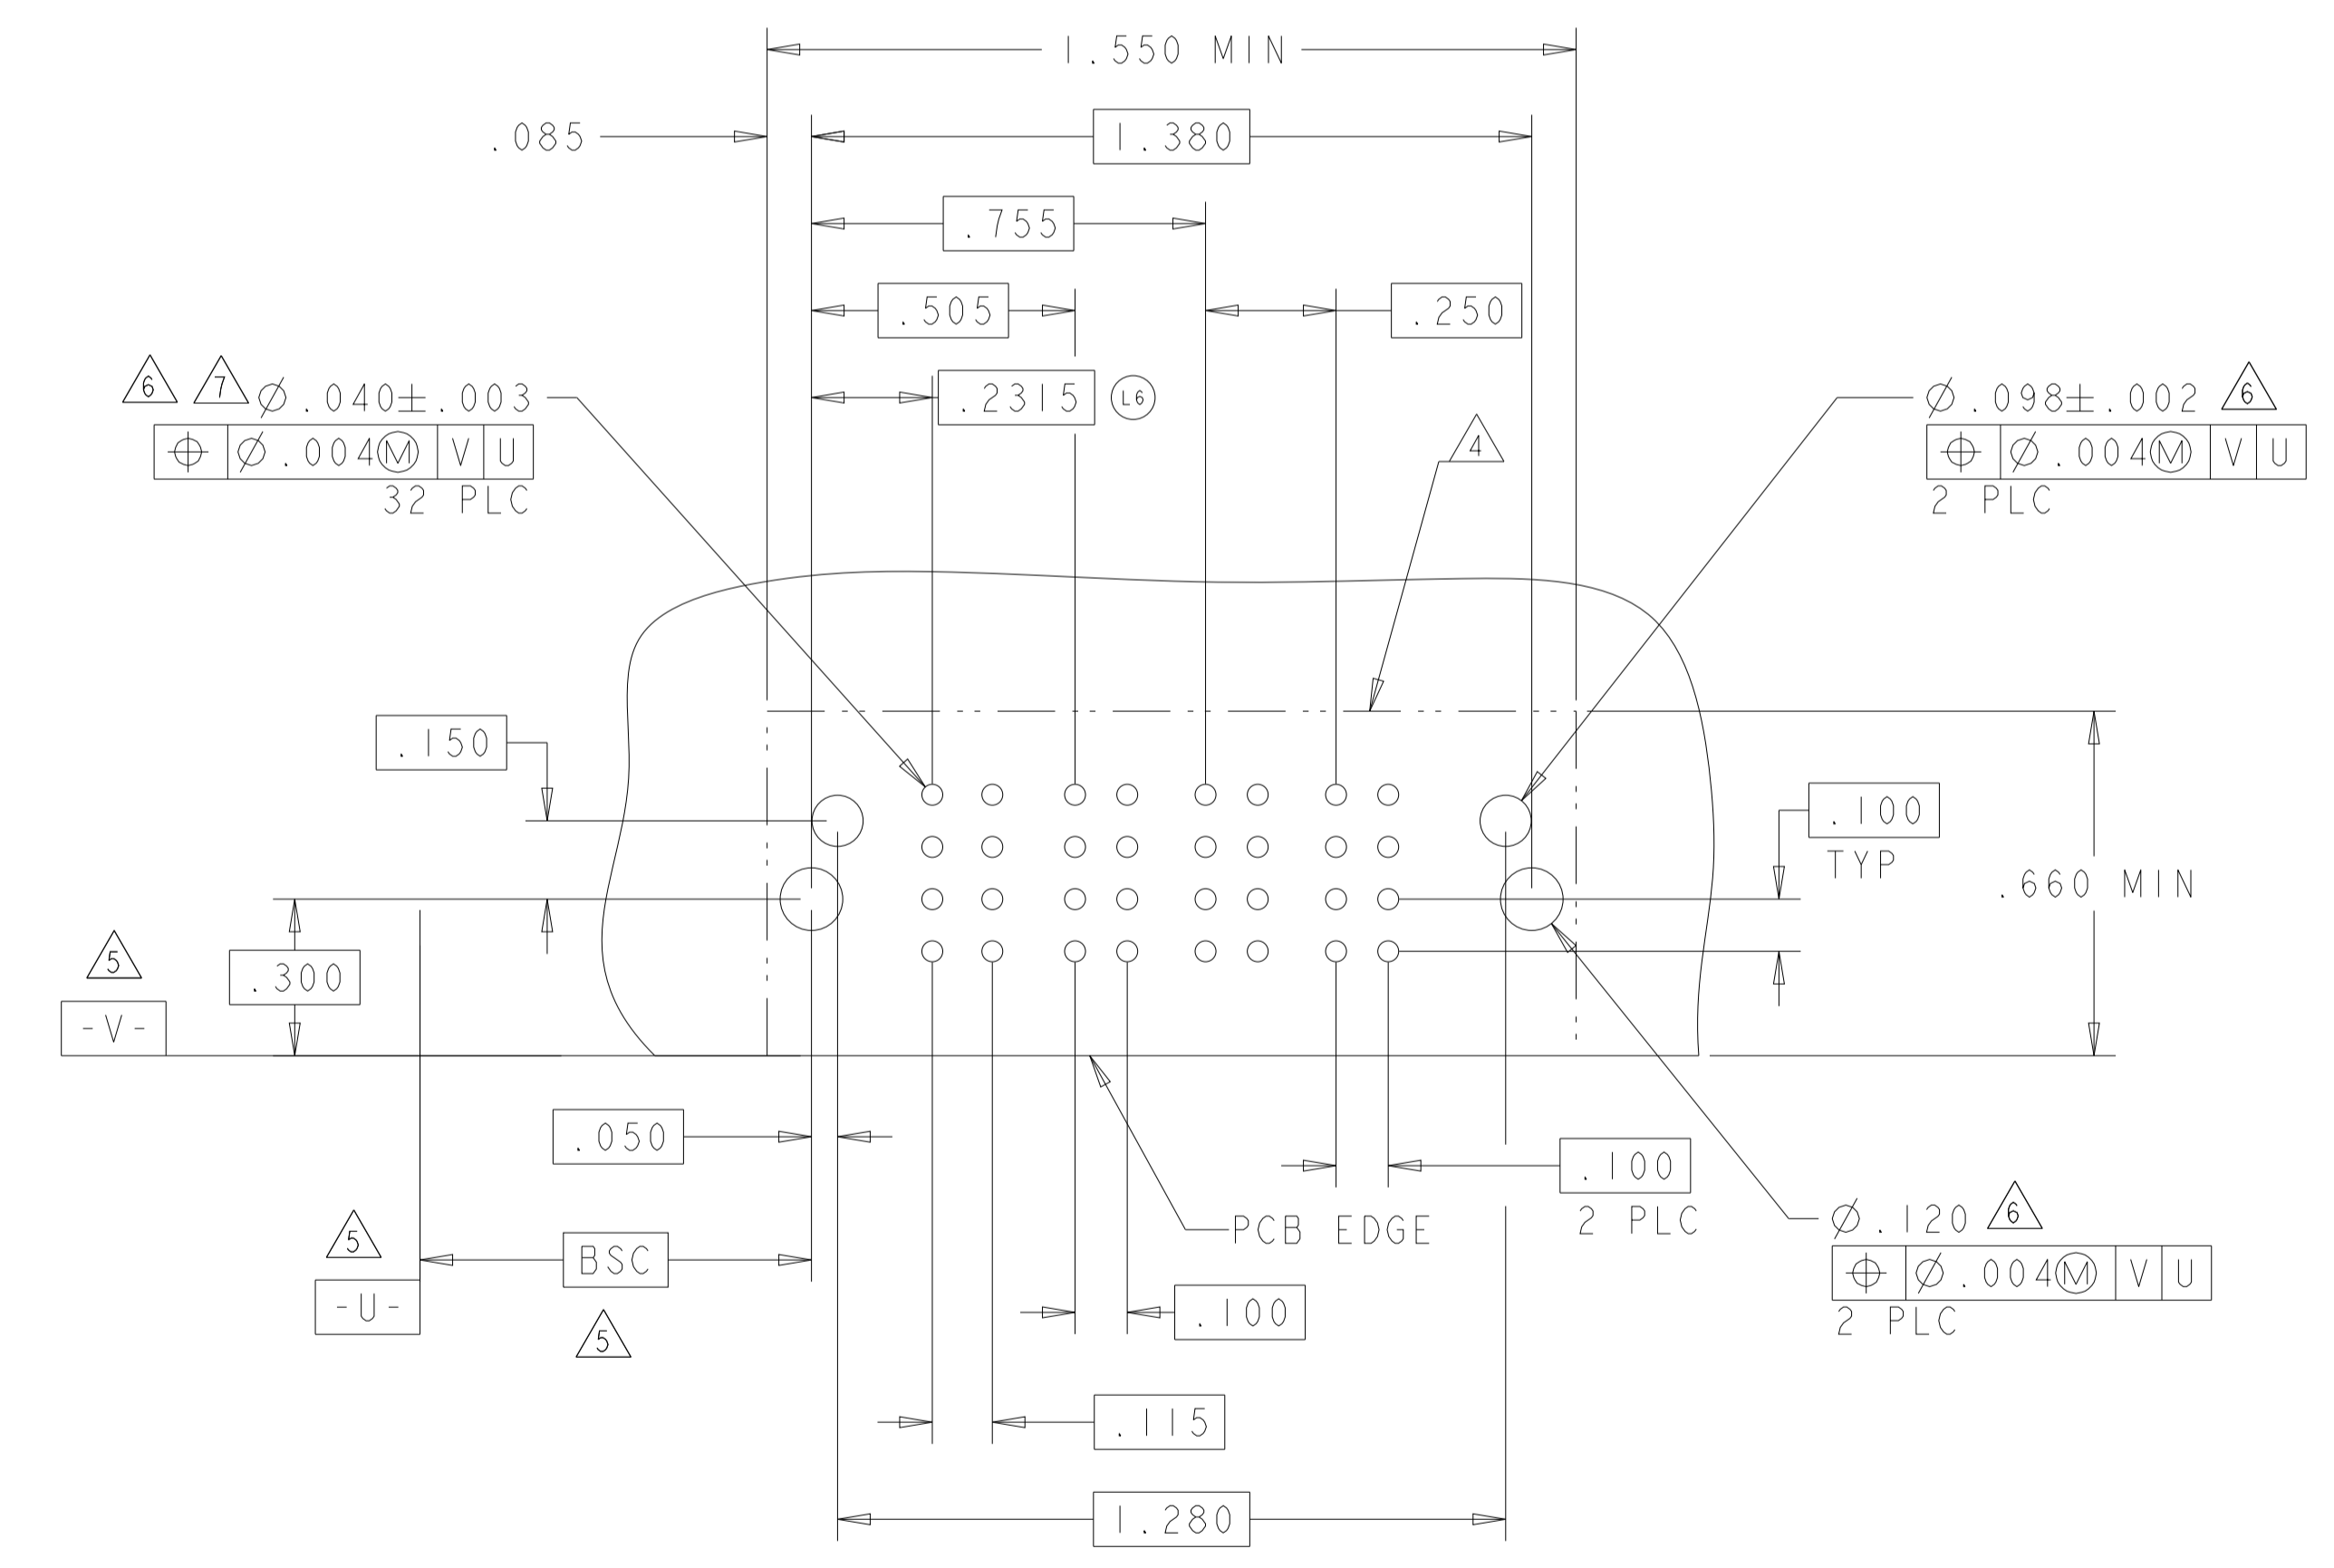 1.550 MIN
.085
1.380
.755
.505
.250
6 7 ⌀.040±.003
.2315 L6
⌀.098±.002 6
⌖ ⌀.004Ⓜ V U
4
⌖ ⌀.004Ⓜ V U
32 PLC
2 PLC
.150
.100
TYP
.660 MIN
5
.300
-V-
.050
.100
2 PLC
5
PCB EDGE
⌀.120 6
BSC
⌖ ⌀.004Ⓜ V U
-U-
2 PLC
.100
5
.115
1.280